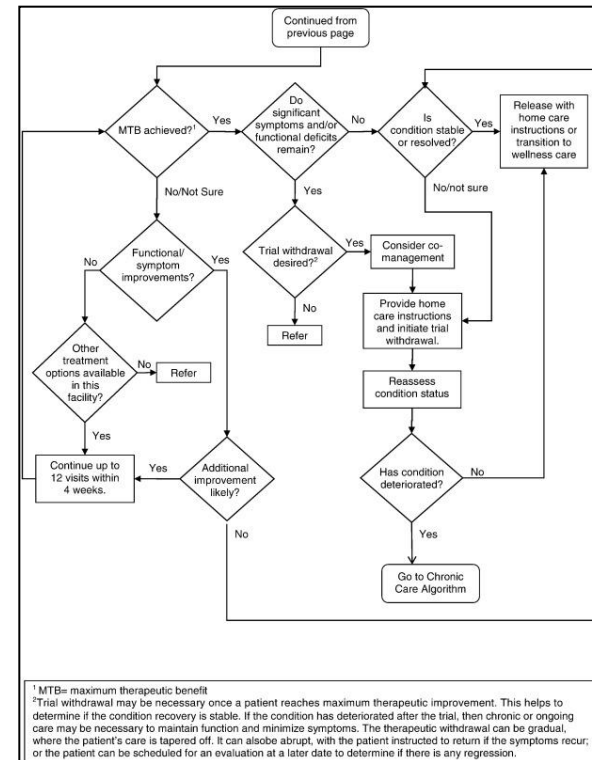 Continued from
previous page
MTB achieved?1
Yes
Do
significant
symptoms and/or
functional deficits
remain?
No
Is
condition stable
or resolved?
Yes
Release with
home care
instructions or
transition to
wellness care
No/Not Sure
Yes
No/not sure
Functional/
symptom
improvements?
No
Yes
Trial withdrawal
desired?2
Yes
Consider co-
management
No
Refer
Provide home
care instructions
and initiate trial
withdrawal.
Other
treatment
options available
in this
facility?
No
Refer
Reassess
condition status
Yes
Continue up to
12 visits within
4 weeks.
Yes
Additional
improvement
likely?
No
Has condition
deteriorated?
No
Yes
Go to Chronic
Care Algorithm
1 MTB= maximum therapeutic benefit
2Trial withdrawal may be necessary once a patient reaches maximum therapeutic improvement. This helps to
determine if the condition recovery is stable. If the condition has deteriorated after the trial, then chronic or ongoing
care may be necessary to maintain function and minimize symptoms. The therapeutic withdrawal can be gradual,
where the patient's care is tapered off. It can alsobe abrupt, with the patient instructed to return if the symptoms recur;
or the patient can be scheduled for an evaluation at a later date to determine if there is any regression.